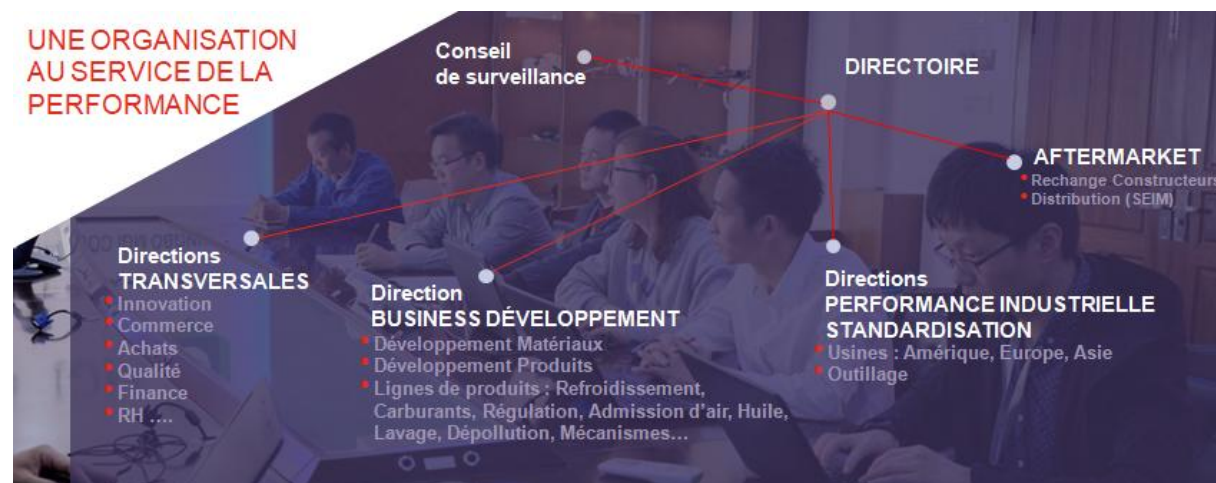 UNE ORGANISATION
AU SERVICE DE LA
PERFORMANCE
Conseil
de surveillance
DIRECTOIRE
AFTERMARKET
Rechange Constructeurs
Distribution (SEIM)
Directions
TRANSVERSALES
Innovation
Commerce
Achats
Qualité
Finance
RH ....
Direction
BUSINESS DÉVELOPPEMENT
Développement Matériaux
Développement Produits
Lignes de produits : Refroidissement,
Carburants, Régulation, Admission d'air, Huile,
Lavage, Dépollution, Mécanismes...
Directions
PERFORMANCE INDUSTRIELLE
STANDARDISATION
Usines : Amérique, Europe, Asie
Outillage